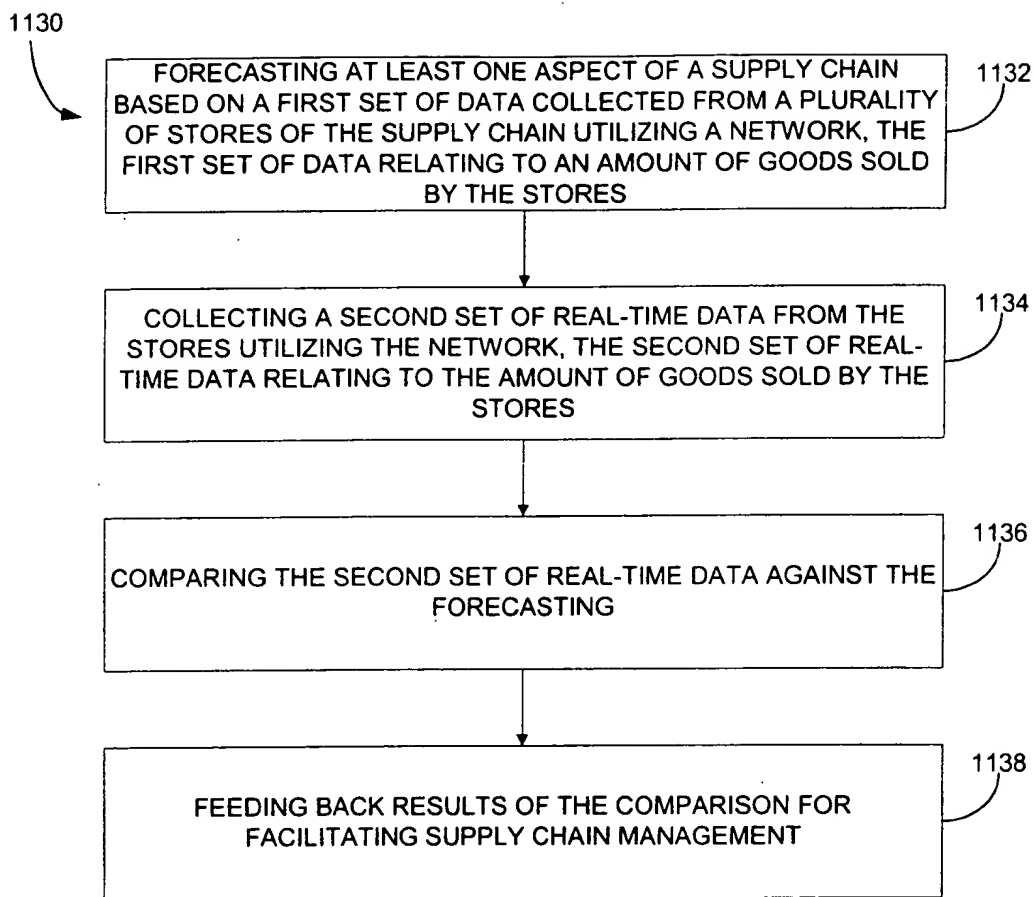 1130
FORECASTING AT LEAST ONE ASPECT OF A SUPPLY CHAIN
BASED ON A FIRST SET OF DATA COLLECTED FROM A PLURALITY
OF STORES OF THE SUPPLY CHAIN UTILIZING A NETWORK, THE
FIRST SET OF DATA RELATING TO AN AMOUNT OF GOODS SOLD
BY THE STORES
1132
COLLECTING A SECOND SET OF REAL-TIME DATA FROM THE
STORES UTILIZING THE NETWORK, THE SECOND SET OF REAL-
TIME DATA RELATING TO THE AMOUNT OF GOODS SOLD BY THE
STORES
1134
COMPARING THE SECOND SET OF REAL-TIME DATA AGAINST THE
FORECASTING
1136
FEEDING BACK RESULTS OF THE COMPARISON FOR
FACILITATING SUPPLY CHAIN MANAGEMENT
1138